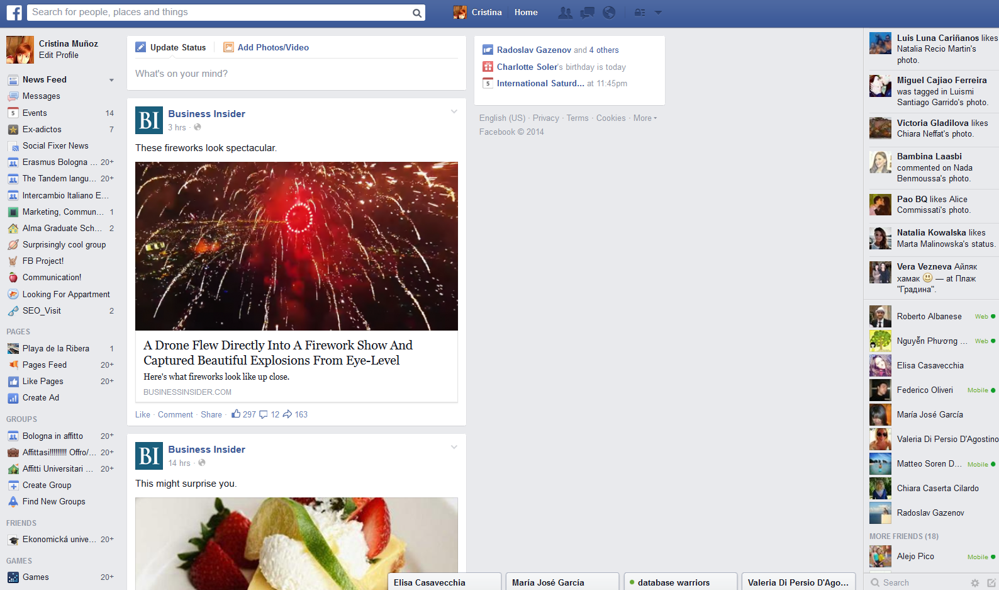 Search for people, places and things
Cristina
Home
Cristina Muñoz
Edit Profile
News Feed
Messages
Events 14
Ex-adictos 7
Social Fixer News
Erasmus Bologna ... 20+
The Tandem langu... 20+
Intercambio Italiano E...
Marketing, Commun... 1
Alma Graduate Sch... 2
Surprisingly cool group
FB Project!
Communication!
Looking For Appartment
SEO_Visit 2
PAGES
Playa de la Ribera 1
Pages Feed 20+
Like Pages 20+
Create Ad
GROUPS
Bologna in affitto 20+
Affittasi!!!!!!!!! Offro/... 20+
Affitti Universitari ... 20+
Create Group
Find New Groups
FRIENDS
Ekonomická unive... 20+
GAMES
Games 20+
Update Status
Add Photos/Video
What's on your mind?
BI
Business Insider
3 hrs ·
These fireworks look spectacular.
A Drone Flew Directly Into A Firework Show And
Captured Beautiful Explosions From Eye-Level
Here's what fireworks look like up close.
BUSINESSINSIDER.COM
Like · Comment · Share · 297 12 163
BI
Business Insider
14 hrs ·
This might surprise you.
Radoslav Gazenov and 4 others
Charlotte Soler's birthday is today
5 International Saturd... at 11:45pm
English (US) · Privacy · Terms · Cookies · More
Facebook © 2014
Luis Luna Cariñanos likes
Natalia Recio Martin's
photo.
Miguel Cajiao Ferreira
was tagged in Luismi
Santiago Garrido's photo.
Victoria Gladilova likes
Chiara Neffat's photo.
Bambina Laasbi
commented on Nada
Benmoussa's photo.
Pao BQ likes Alice
Commissati's photo.
Natalia Kowalska likes
Marta Malinowska's status.
Vera Vezneva Айляк
хамак 😃 — at Плаж
"Градина".
Roberto Albanese Web
Nguyễn Phương ... Web
Elisa Casavecchia
Federico Oliveri Mobile
María José García
Valeria Di Persio D'Agostino
Matteo Soren D... Mobile
Chiara Caserta Cilardo
Radoslav Gazenov
MORE FRIENDS (18)
Alejo Pico Mobile
Search
Elisa Casavecchia
María José García
database warriors
Valeria Di Persio D'Ago...